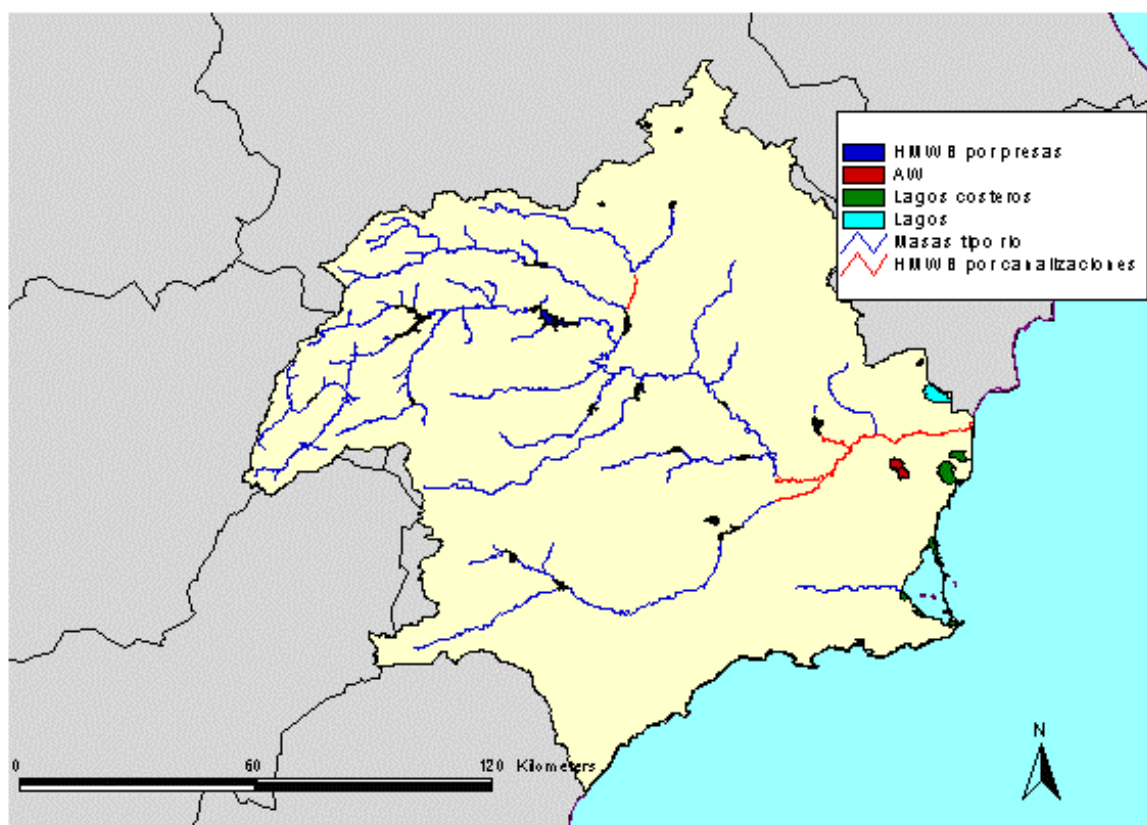 HMWB por presas
AW
Lagos costeros
Lagos
Masas tipo río
HMWB por canalizaciones
N
0 60 120 Kilometers